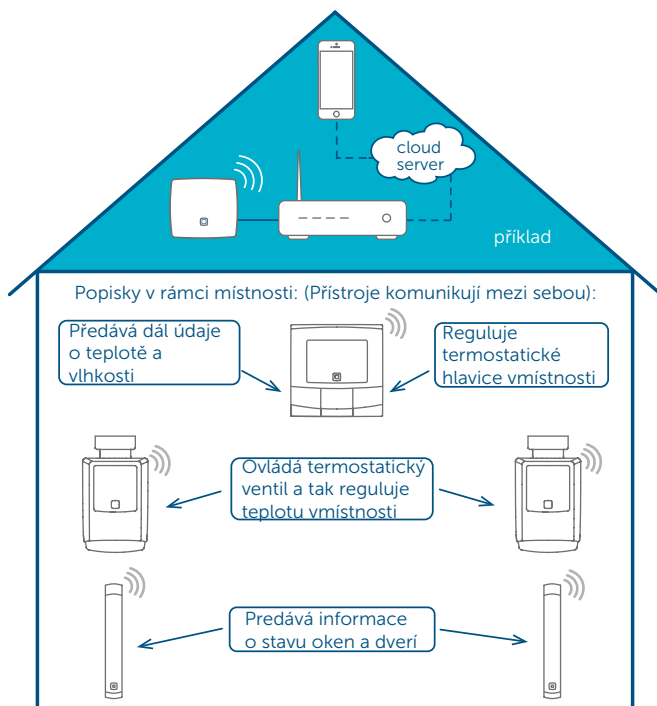 cloud
server
příklad
Popisky v rámci místnosti: (Přístroje komunikují mezi sebou):
Předává dál údaje
o teplotě a
vlhkosti
Reguluje
termostatické
hlavice vmístnosti
Ovládá termostatický
ventil a tak reguluje
teplotu vmístnosti
Predává informace
o stavu oken a dverí